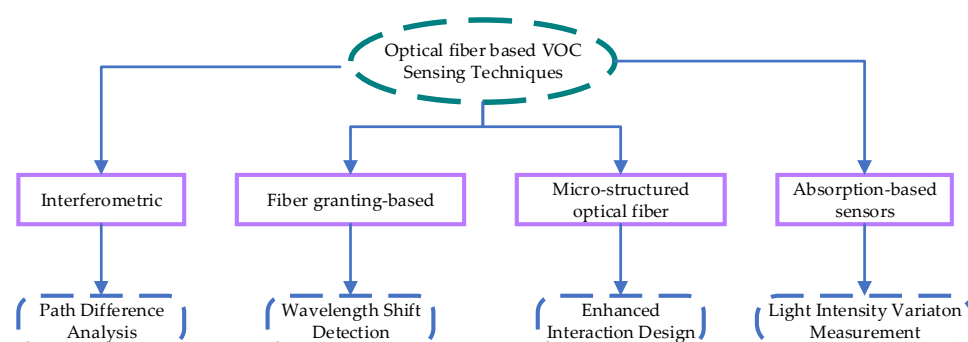 Optical fiber based VOC
Sensing Techniques
Interferometric
Fiber granting-based
Micro-structured
optical fiber
Absorption-based
sensors
Path Difference
Analysis
Wavelength Shift
Detection
Enhanced
Interaction Design
Light Intensity Variaton
Measurement